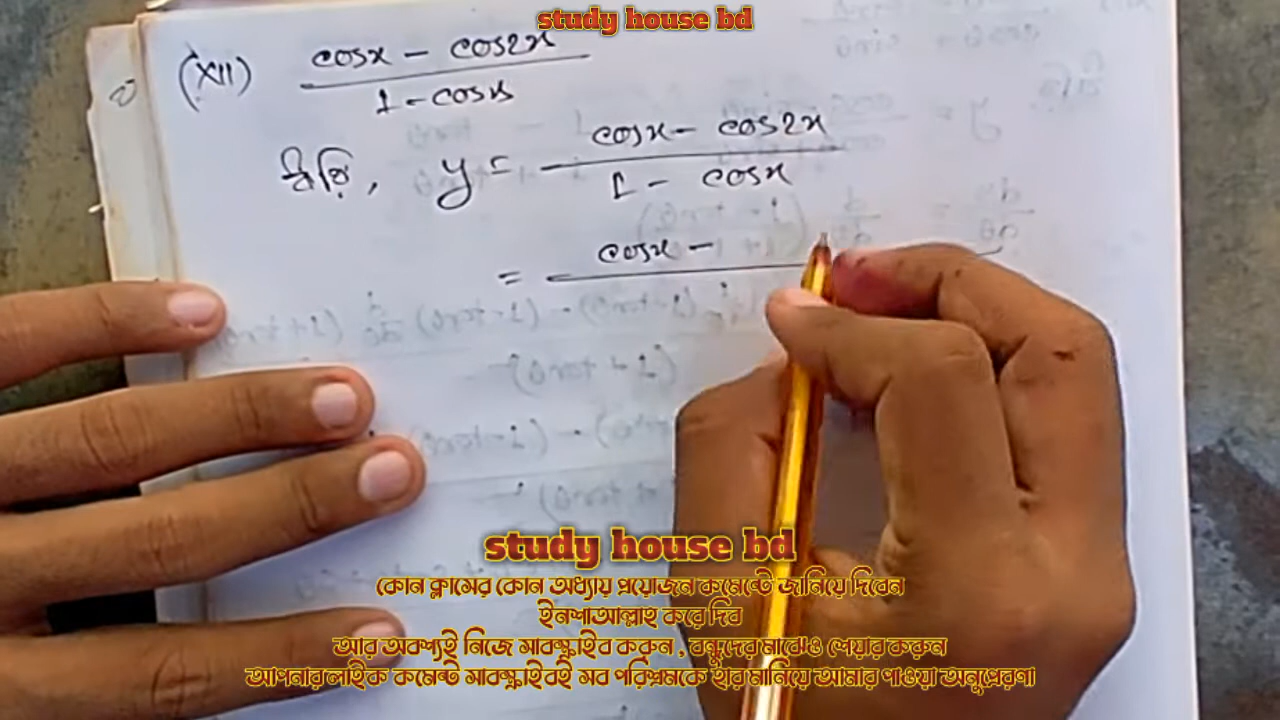 study house bd
(XII) cosx - cos2x
1 - cosx
ধরি, y = cosx - cos2x
1 - cosx
= cosx -
study house bd
কোন ক্লাসের কোন অধ্যায় প্রয়োজন কমেন্টে জানিয়ে দিবেন
ইনশাআল্লাহ করে দিব
আর অবশ্যই নিজে সাবস্ক্রাইব করুন , বন্ধুদের মাঝেও শেয়ার করুন
আপনার লাইক কমেন্ট সাবস্ক্রাইবই সব পরিশ্রমকে হার মানিয়ে আমার পাওয়া অনুপ্রেরণা